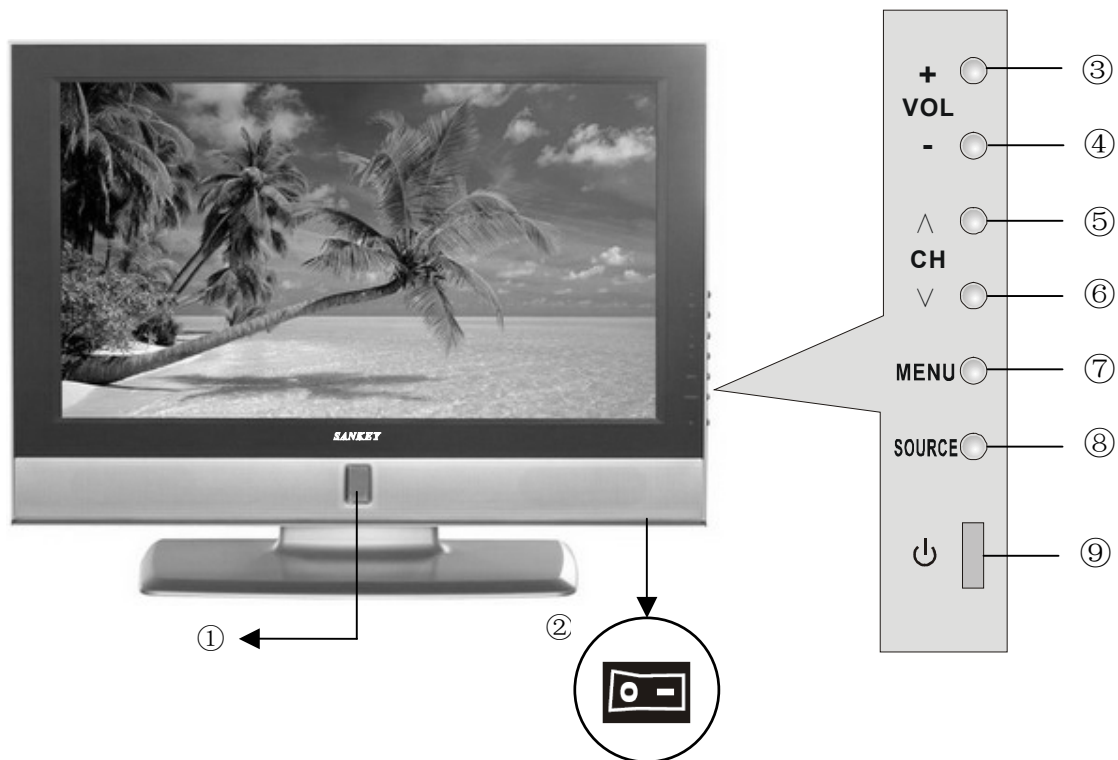 + ③
VOL
- ④
∧ ⑤
CH
∨ ⑥
MENU ⑦
SANKEY
SOURCE ⑧
⏻ ⑨
① ②
O –